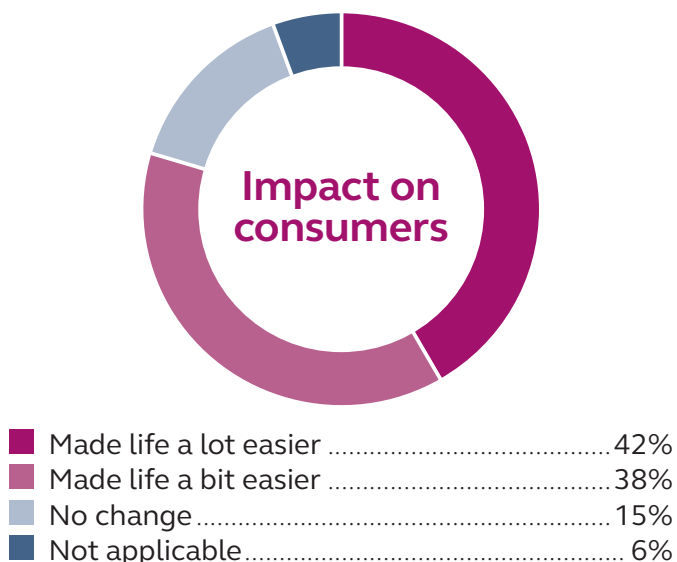 Impact on
consumers
Made life a lot easier ........................................ 42%
Made life a bit easier ........................................ 38%
No change ........................................................... 15%
Not applicable ..................................................... 6%